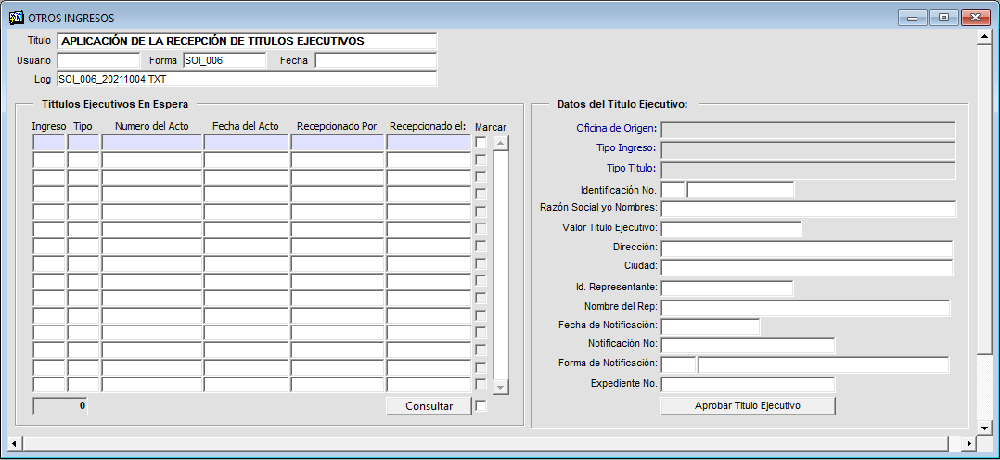 OTROS INGRESOS
Titulo APLICACIÓN DE LA RECEPCIÓN DE TITULOS EJECUTIVOS
Usuario Forma SOI_006 Fecha
Log SOI_006_20211004.TXT
Tittulos Ejecutivos En Espera
Ingreso Tipo Numero del Acto Fecha del Acto Recepcionado Por Recepcionado el: Marcar
0 Consultar
Datos del Titulo Ejecutivo:
Oficina de Origen:
Tipo Ingreso:
Tipo Titulo:
Identificación No.
Razón Social yo Nombres:
Valor Titulo Ejecutivo:
Dirección:
Ciudad:
Id. Representante:
Nombre del Rep:
Fecha de Notificación:
Notificación No:
Forma de Notificación:
Expediente No.
Aprobar Titulo Ejecutivo